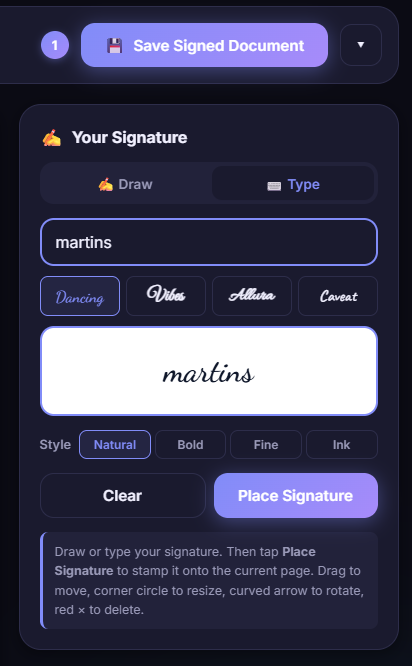 1
💾 Save Signed Document
▼
✍️ Your Signature
✍️ Draw
⌨️ Type
martins
Dancing
Vibes
Allura
Caveat
martins
Style
Natural
Bold
Fine
Ink
Clear
Place Signature
Draw or type your signature. Then tap Place
Signature to stamp it onto the current page. Drag to
move, corner circle to resize, curved arrow to rotate,
red × to delete.